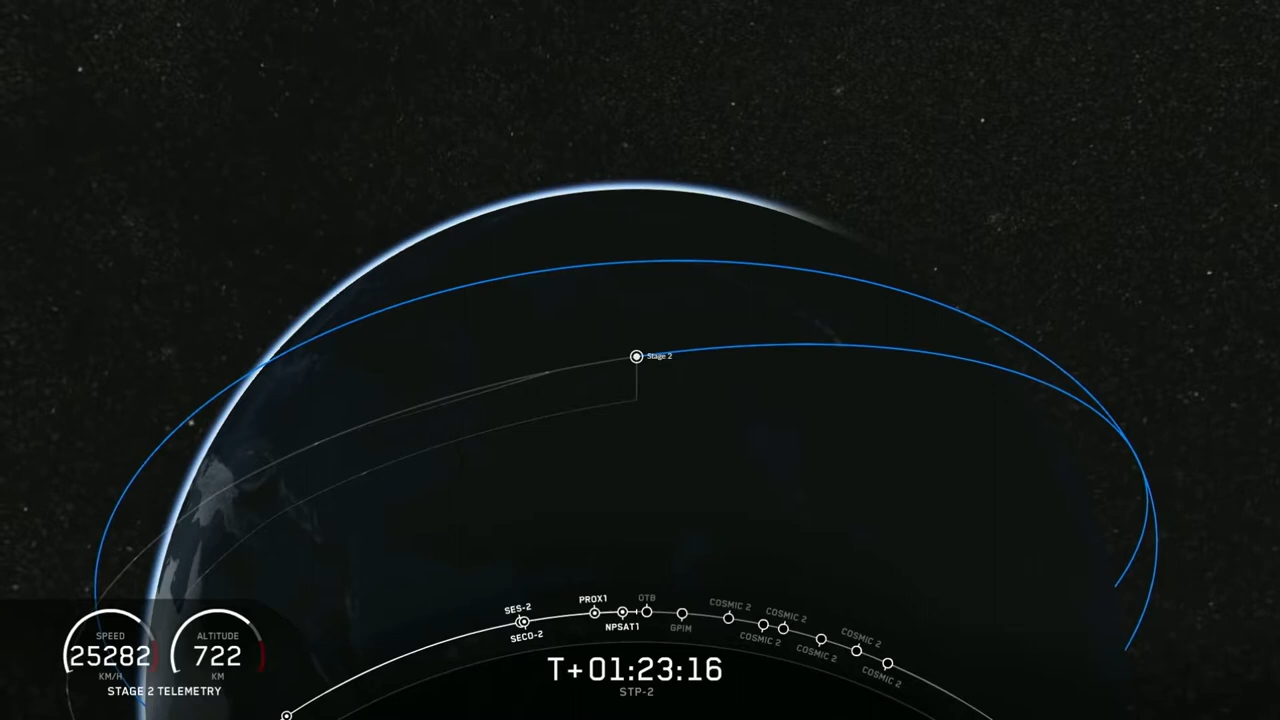 Stage 2
SPEED
25282
KM/H
ALTITUDE
722
KM
STAGE 2 TELEMETRY
SES-2
SECO-2
PROX1
NPSAT1
OTB
GPIM
COSMIC 2
COSMIC 2
COSMIC 2
COSMIC 2
COSMIC 2
COSMIC 2
T+01:23:16
STP-2